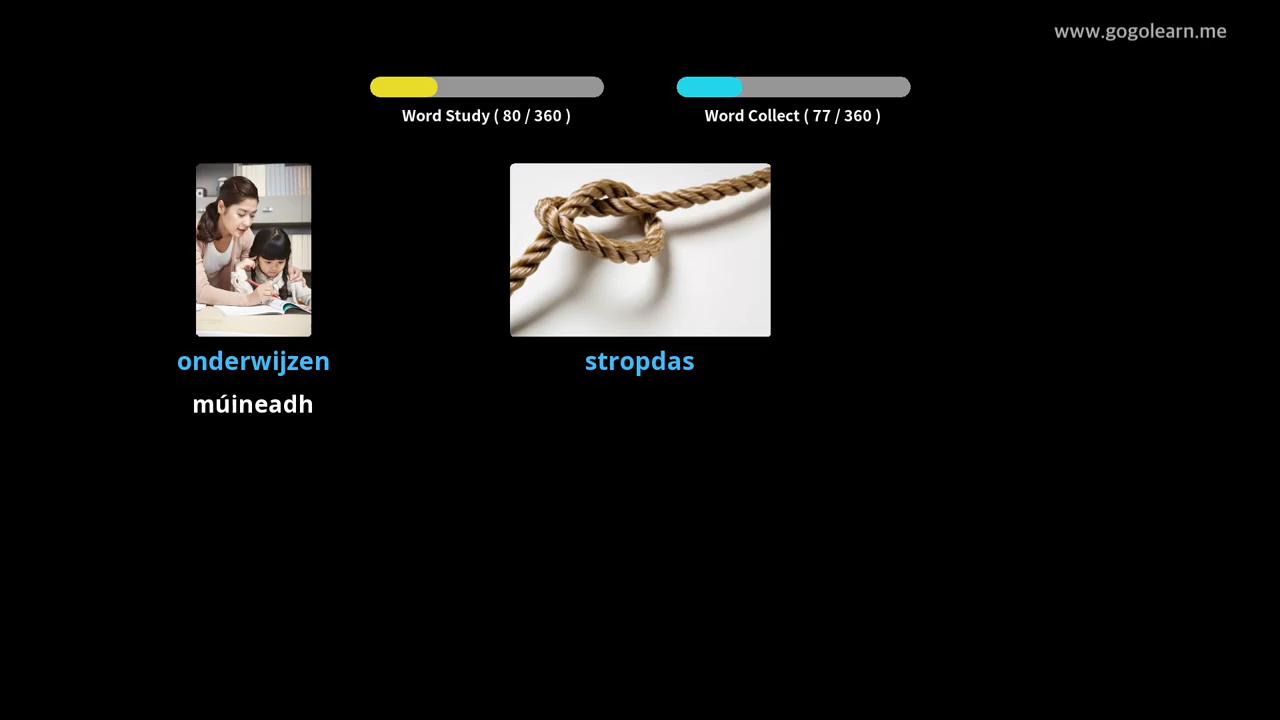 www.gogolearn.me
Word Study ( 80 / 360 )
Word Collect ( 77 / 360 )
onderwijzen
múineadh
stropdas